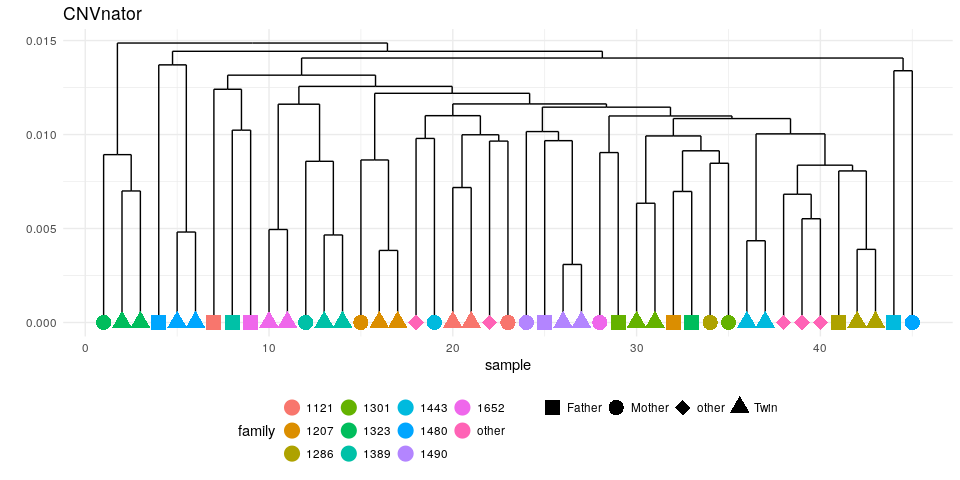 CNVnator
0.015
0.010
0.005
0.000
0 10 20 30 40
sample
1121 1301 1443 1652 Father Mother other Twin
family 1207 1323 1480 other
1286 1389 1490